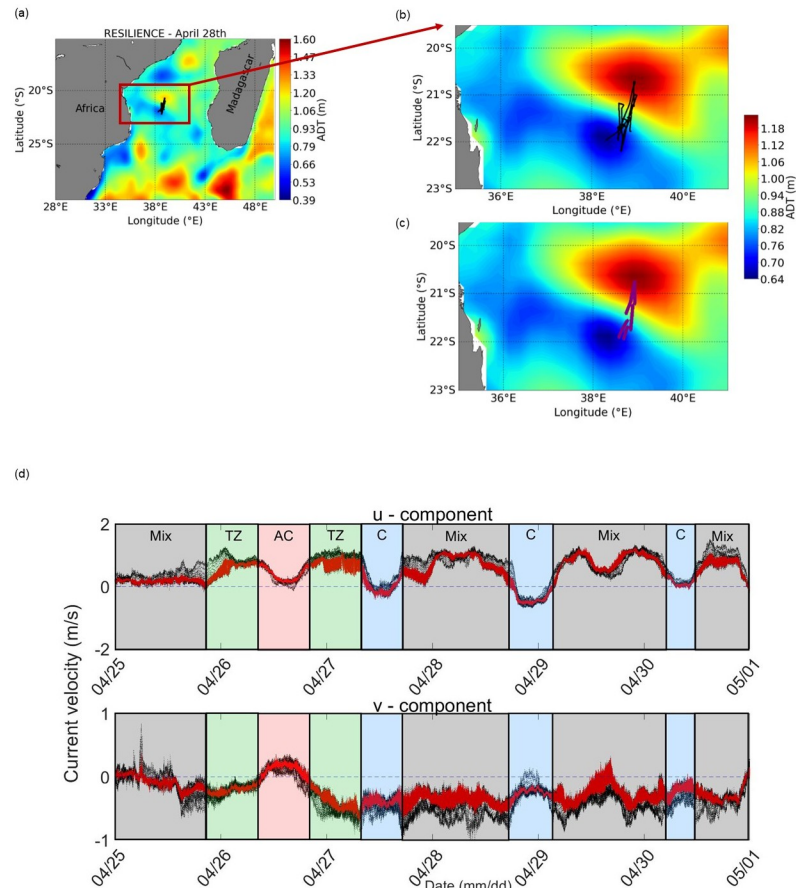 (a)
RESILIENCE - April 28th
20°S
25°S
Latitude (°S)
Africa
Madagascar
28°E 33°E 38°E 43°E 48°E
Longitude (°E)
1.60
1.47
1.33
1.20
1.06
0.93
0.79
0.66
0.52
0.39
ADT (m)
(b)
20°S
21°S
22°S
23°S
Latitude (°S)
36°E 38°E 40°E
Longitude (°E)
(c)
20°S
21°S
22°S
23°S
Latitude (°S)
36°E 38°E 40°E
Longitude (°E)
1.18
1.12
1.06
1.00
0.94
0.88
0.82
0.76
0.70
0.64
ADT (m)
(d)
u - component
Mix TZ AC TZ C Mix C Mix C Mix
2
0
-2
04/25 04/26 04/27 04/28 04/29 04/30 05/01
Current velocity (m/s)
v - component
1
0
-1
04/25 04/26 04/27 04/28 04/29 04/30 05/01
Date (mm/dd)